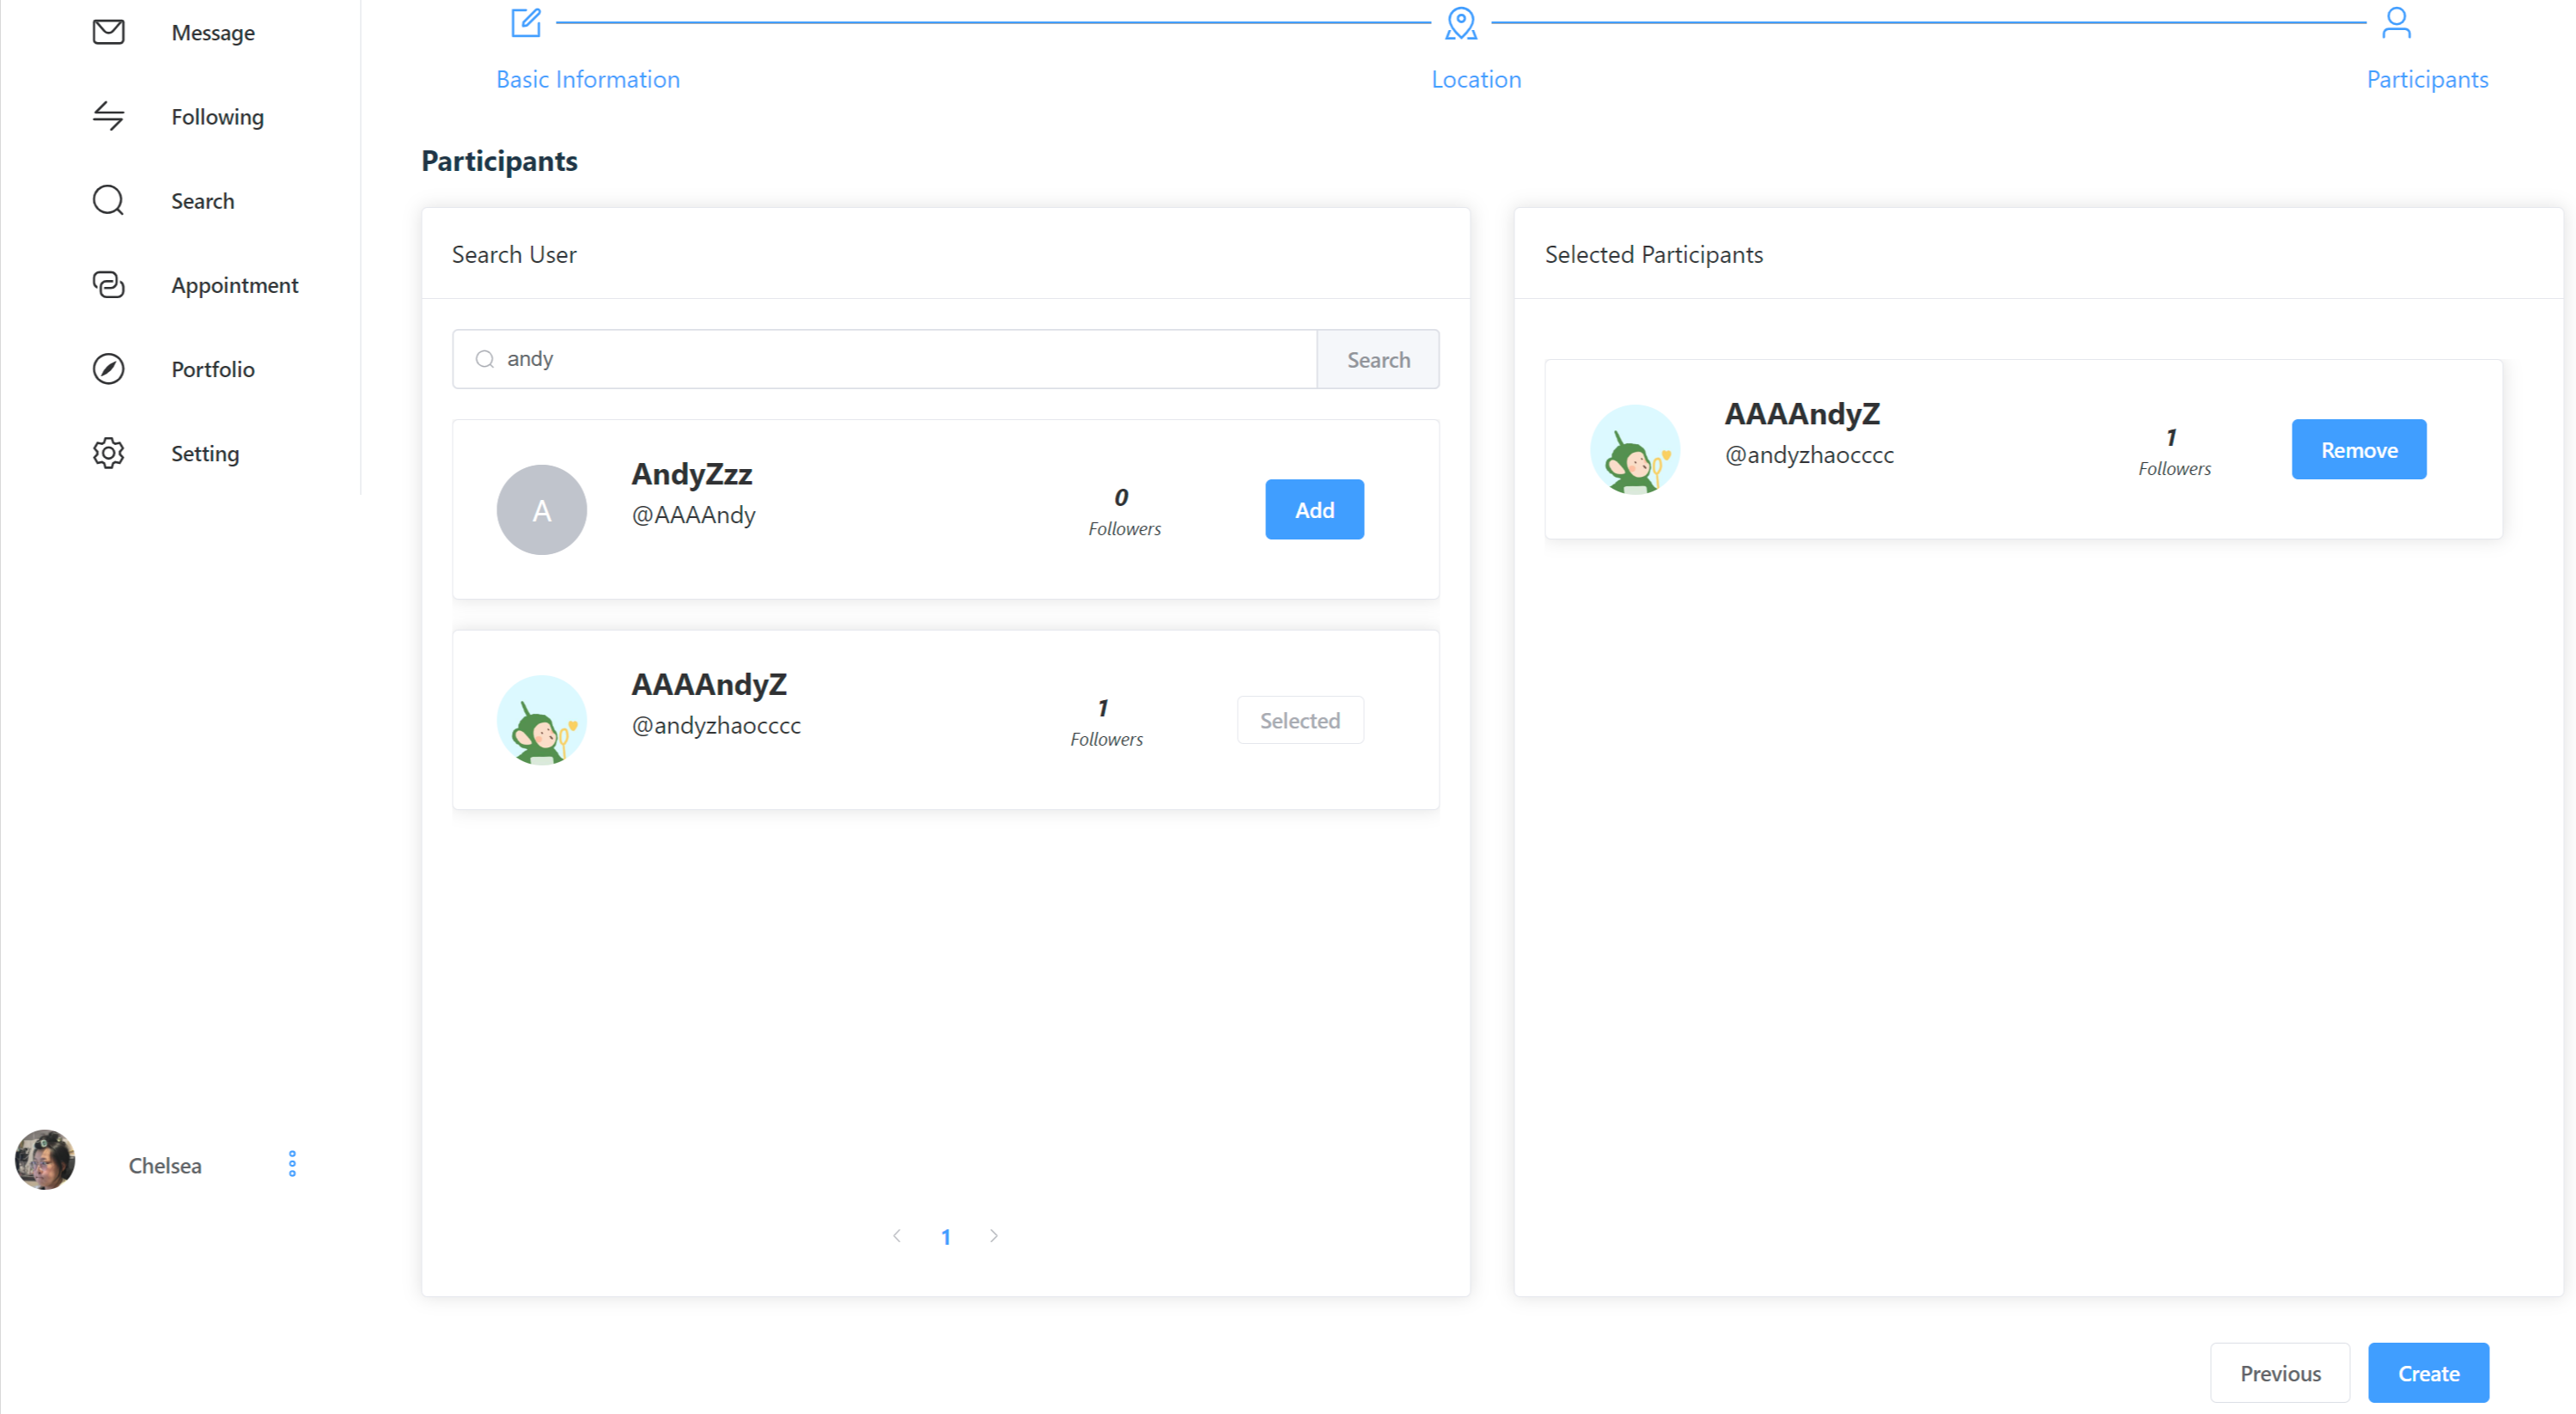 Message
Following
Search
Appointment
Portfolio
Setting
Chelsea
Basic Information
Location
Participants
Participants
Search User
andy
Search
A
AndyZzz
@AAAAndy
0
Followers
Add
AAAAndyZ
@andyzhaocccc
1
Followers
Selected
1
Selected Participants
AAAAndyZ
@andyzhaocccc
1
Followers
Remove
Previous
Create